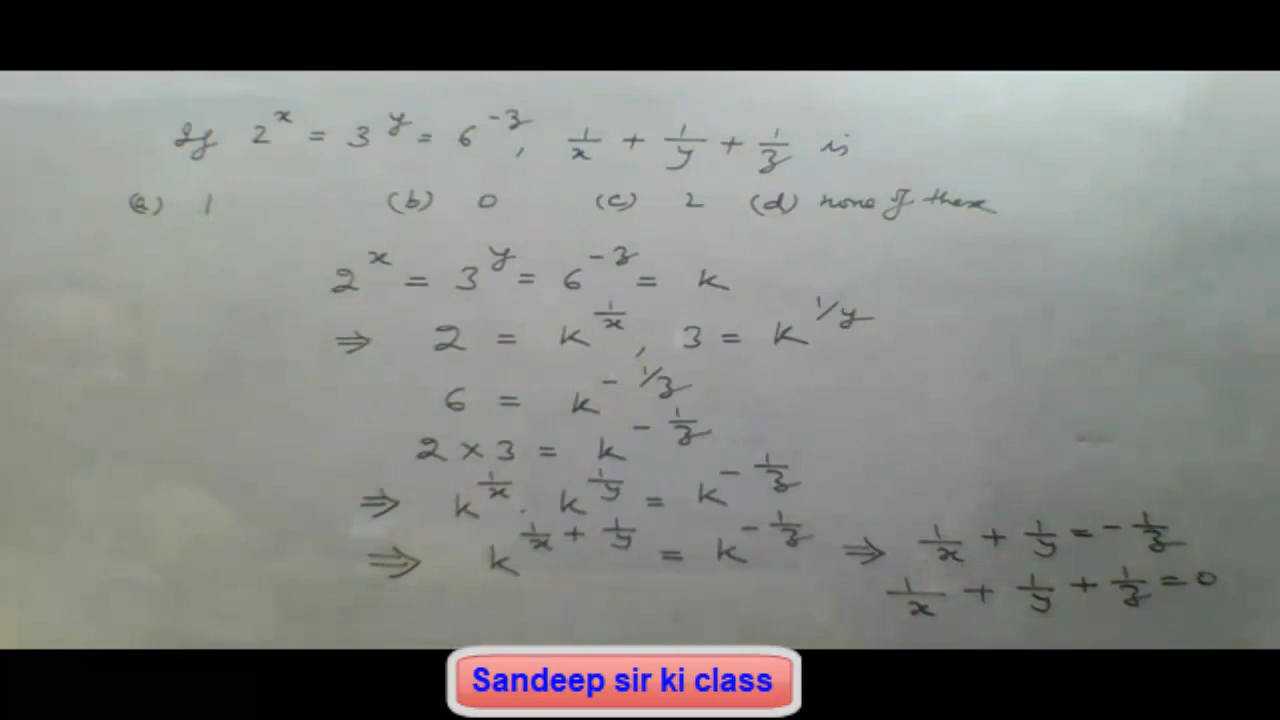 If 2^x = 3^y = 6^-z, 1/x + 1/y + 1/z is
(a) 1 (b) 0 (c) 2 (d) none of these
2^x = 3^y = 6^-z = k
⇒ 2 = k^1/x, 3 = k^1/y
6 = k^-1/z
2 × 3 = k^-1/z
⇒ k^1/x . k^1/y = k^-1/z
⇒ k^1/x + 1/y = k^-1/z ⇒ 1/x + 1/y = -1/z
1/x + 1/y + 1/z = 0
Sandeep sir ki class